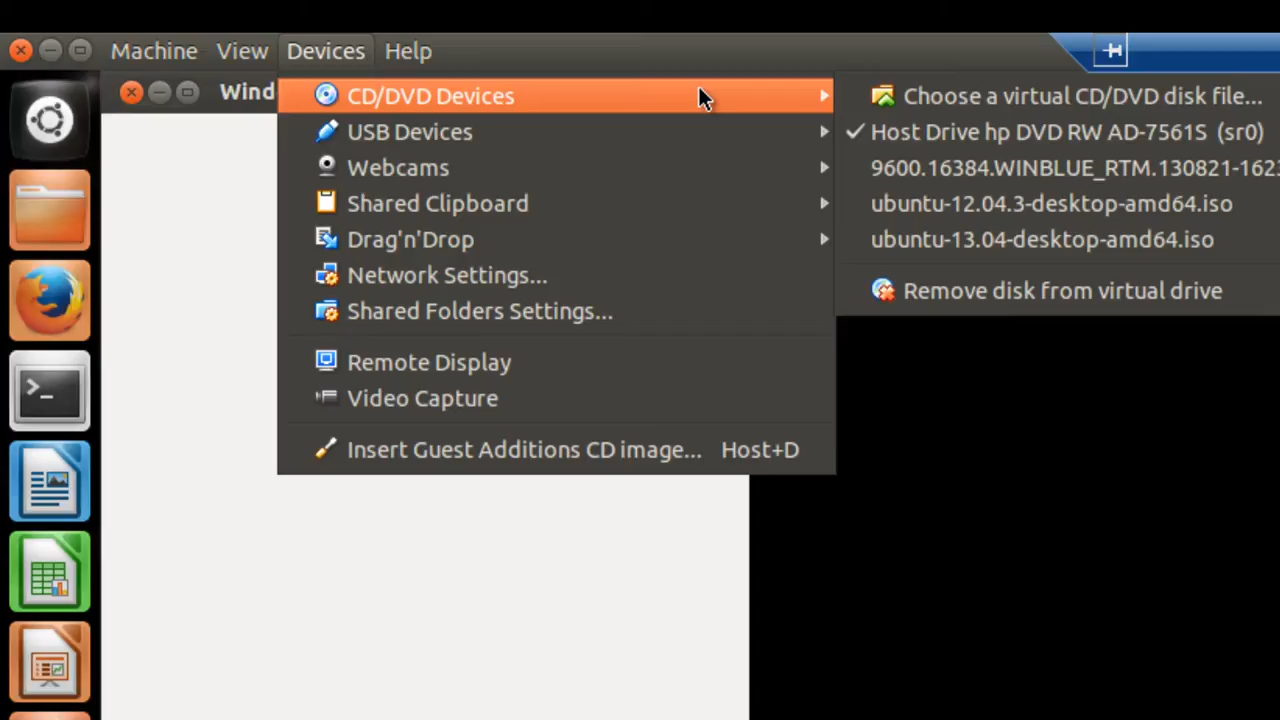 Machine View Devices Help
Wind
CD/DVD Devices
USB Devices
Webcams
Shared Clipboard
Drag'n'Drop
Network Settings...
Shared Folders Settings...
Remote Display
Video Capture
Insert Guest Additions CD image... Host+D
Choose a virtual CD/DVD disk file...
Host Drive hp DVD RW AD-7561S (sr0)
9600.16384.WINBLUE_RTM.130821-1623
ubuntu-12.04.3-desktop-amd64.iso
ubuntu-13.04-desktop-amd64.iso
Remove disk from virtual drive